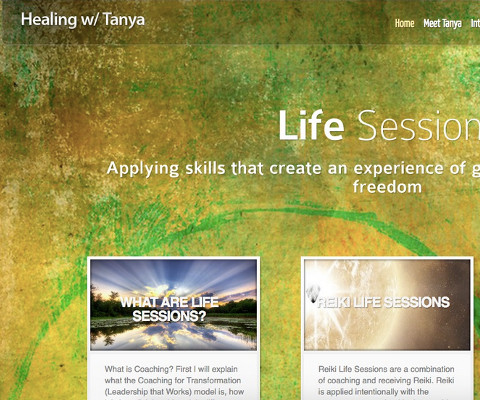 Healing w/ Tanya
Home Meet Tanya
Life Session
Applying skills that create an experience of
freedom
WHAT ARE LIFE
SESSIONS?
REIKI LIFE SESSIONS
What is Coaching? First I will explain
what the Coaching for Transformation
(Leadership that Works) model is, how
Reiki Life Sessions are a combination
of coaching and receiving Reiki. Reiki
is applied intentionally with the